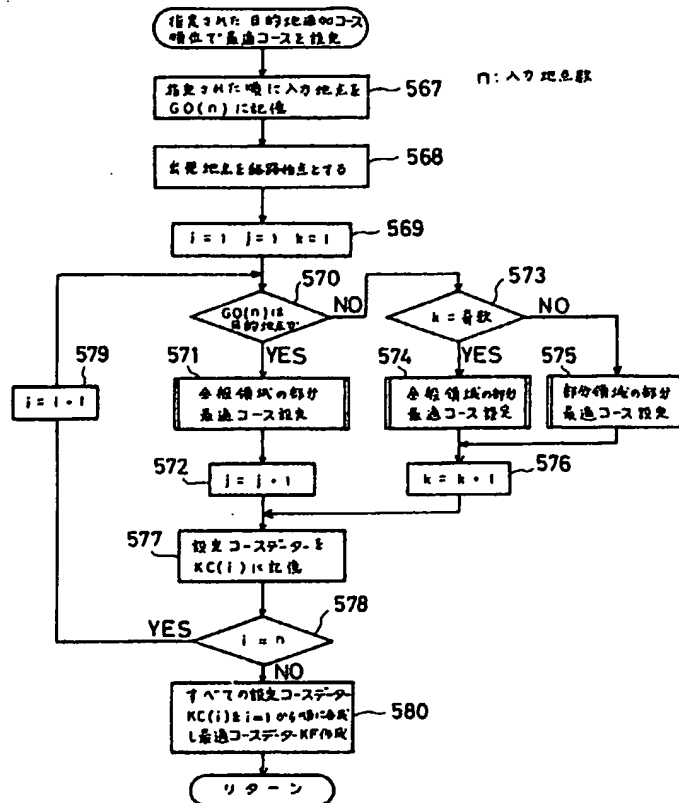 指定された目的地追加コース
順位で最適コースを設定
n:入力地点数
指定された順に入力地点を
GO(n)に記憶
567
出発地点を経路始点とする
568
i=1 j=1 k=1
569
570
573
GO(n)は
目的地点か
NO
k=奇数
NO
YES
YES
579
571
574
575
i=i+1
全般領域の部分
最適コース設定
全般領域の部分
最適コース設定
部分領域の部分
最適コース設定
572
j=j+1
k=k+1
576
577
設定コースデーターを
KC(i)に記憶
578
YES
i=n
NO
すべての設定コースデーター
KC(i)をi=1から順に合成
し最適コースデーターKF作成
580
リターン